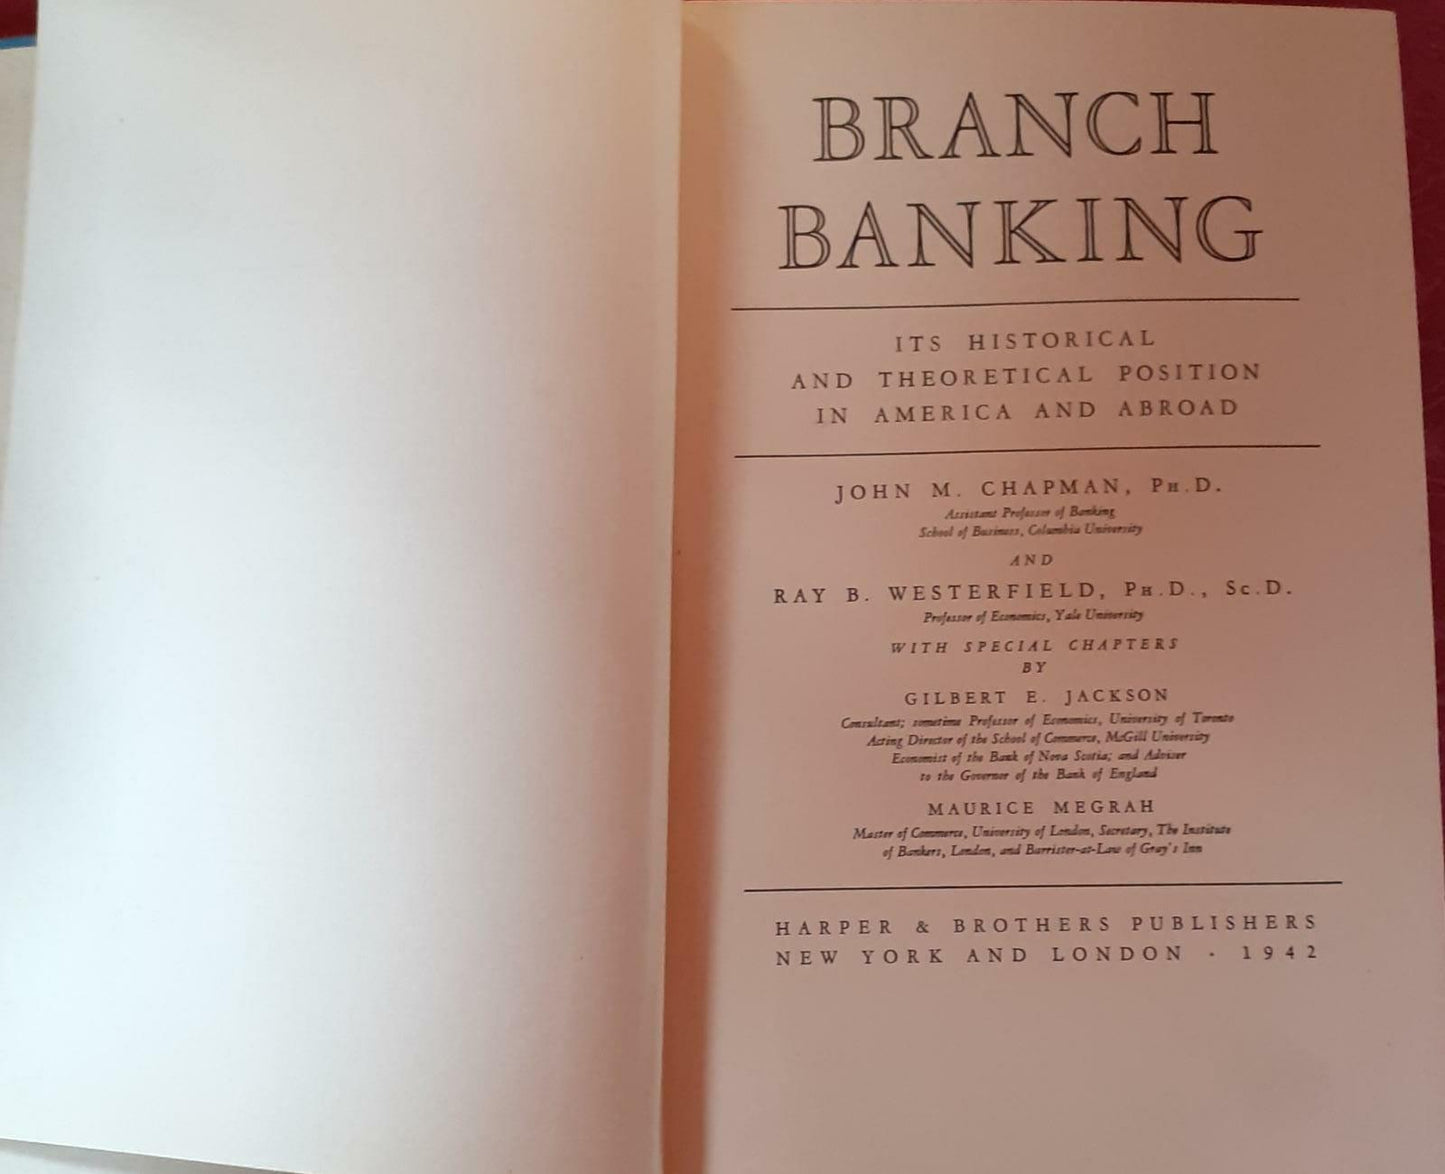 BRANCH
BANKING
ITS HISTORICAL
AND THEORETICAL POSITION
IN AMERICA AND ABROAD
JOHN M. CHAPMAN, PH.D.
Assistant Professor of Banking
School of Business, Columbia University
AND
RAY B. WESTERFIELD, PH.D., Sc.D.
Professor of Economics, Yale University
WITH SPECIAL CHAPTERS
BY
GILBERT E. JACKSON
Consultant; sometime Professor of Economics, University of Toronto
Acting Director of the School of Commerce, McGill University
Economist of the Bank of Nova Scotia; and Adviser
to the Governor of the Bank of England
MAURICE MEGRAH
Master of Commerce, University of London, Secretary, The Institute
of Bankers, London, and Barrister-at-Law of Gray's Inn
HARPER & BROTHERS PUBLISHERS
NEW YORK AND LONDON · 1942